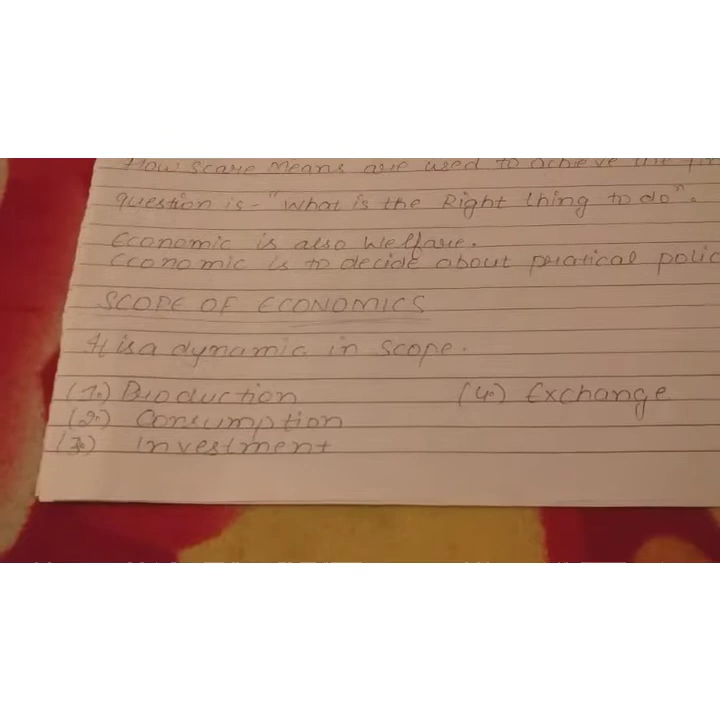 How scare means are used to achieve the
question is - "What is the Right thing to do".
Economic is also Welfare.
Economic is to decide about pratical polic
SCOPE OF ECONOMICS
It is a dynamic in scope.
(1.) Production (4.) Exchange
(2.) Consumption
(3.) Investment